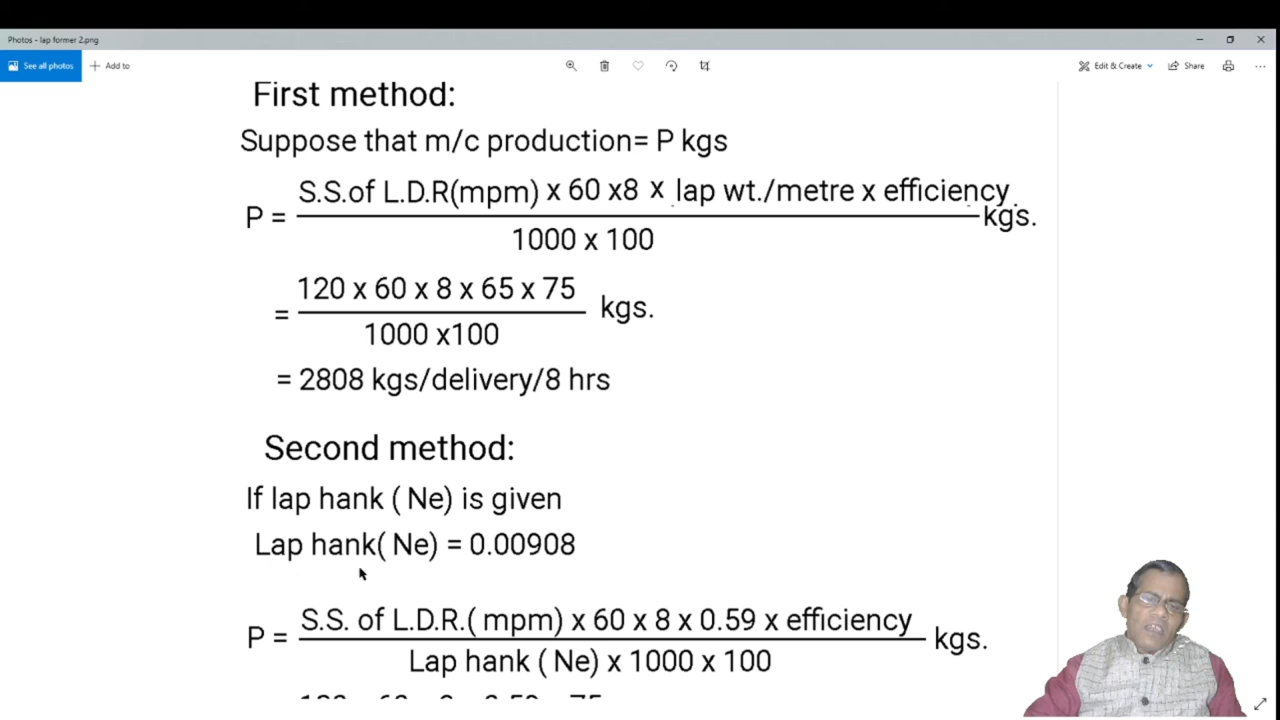 Photos - lap former 2.png
See all photos
Add to
Edit & Create
Share
First method:
Suppose that m/c production= P kgs
P = S.S.of L.D.R(mpm) x 60 x8 x lap wt./metre x efficiency kgs.
1000 x 100
= 120 x 60 x 8 x 65 x 75 kgs.
1000 x100
= 2808 kgs/delivery/8 hrs
Second method:
If lap hank ( Ne) is given
Lap hank( Ne) = 0.00908
P = S.S. of L.D.R.( mpm) x 60 x 8 x 0.59 x efficiency kgs.
Lap hank ( Ne) x 1000 x 100